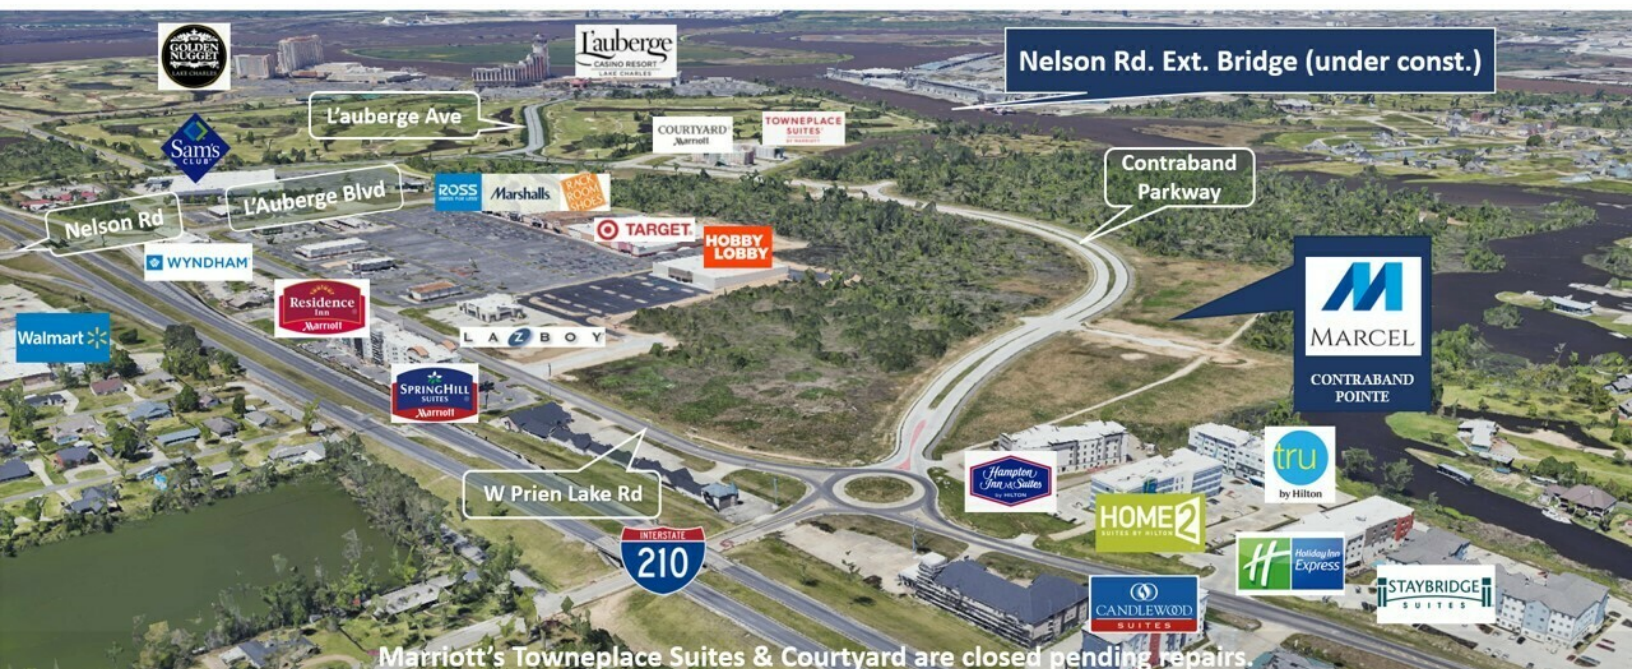 GOLDEN
NUGGET
LAKE CHARLES
L'auberge
CASINO RESORT
LAKE CHARLES
Nelson Rd. Ext. Bridge (under const.)
L'auberge Ave
COURTYARD
Marriott
TOWNEPLACE
SUITES
BY MARRIOTT
Sam's
CLUB
Contraband
Parkway
L'Auberge Blvd
ROSS
DRESS FOR LESS
Marshalls
RACK
ROOM
SHOES
Nelson Rd
TARGET
HOBBY
LOBBY
WYNDHAM
Residence
Inn
Marriott
MARCEL
CONTRABAND
POINTE
Walmart
LAZBOY
SPRINGHILL
SUITES
Marriott
W Prien Lake Rd
Hampton
Inn & Suites
by HILTON
tru
by Hilton
HOME2
SUITES BY HILTON
INTERSTATE
210
H
Holiday Inn
Express
CANDLEWOOD
SUITES
STAYBRIDGE
SUITES
Marriott's Towneplace Suites & Courtyard are closed pending repairs.